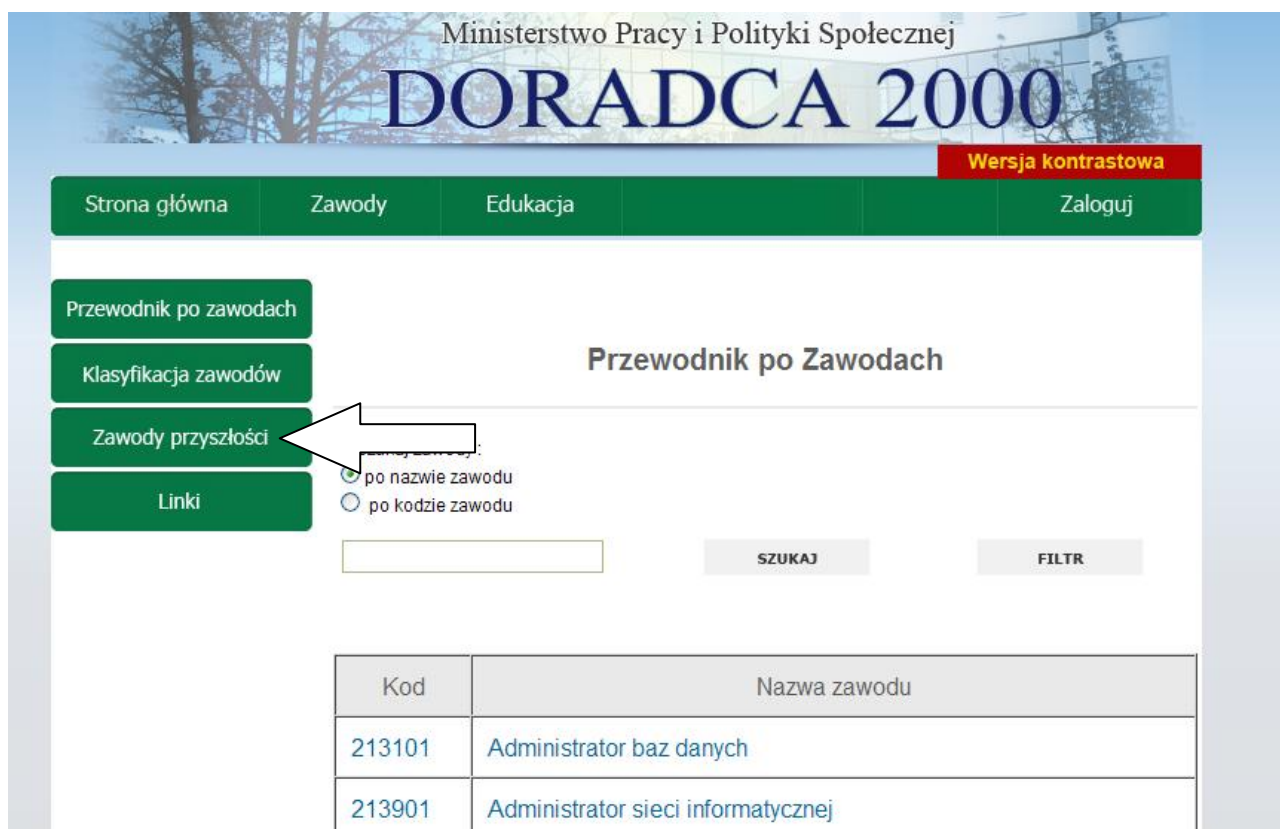 Ministerstwo Pracy i Polityki Społecznej
DORADCA 2000
Wersja kontrastowa
Strona główna Zawody Edukacja Zaloguj
Przewodnik po zawodach
Klasyfikacja zawodów
Zawody przyszłości
Linki
Przewodnik po Zawodach
po nazwie zawodu
po kodzie zawodu
SZUKAJ FILTR
Kod Nazwa zawodu
213101 Administrator baz danych
213901 Administrator sieci informatycznej